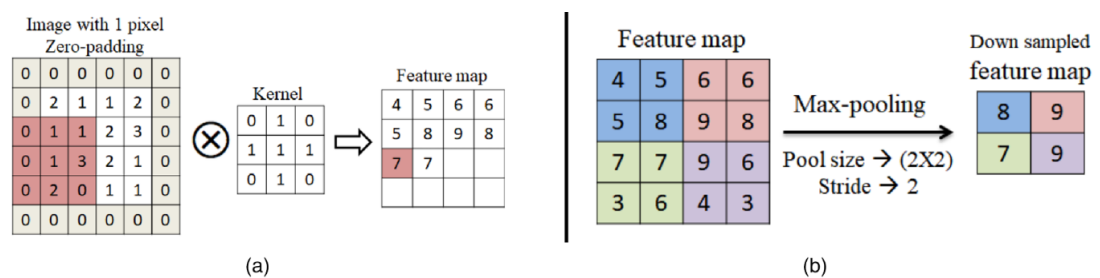 Image with 1 pixel
Zero-padding
0 0 0 0 0 0
0 2 1 1 2 0
0 1 1 2 3 0
0 1 3 2 1 0
0 2 0 1 1 0
0 0 0 0 0 0
Kernel
0 1 0
1 1 1
0 1 0
Feature map
4 5 6 6
5 8 9 8
7 7
(a)
Feature map
4 5 6 6
5 8 9 8
7 7 9 6
3 6 4 3
Max-pooling
Pool size → (2X2)
Stride → 2
Down sampled
feature map
8 9
7 9
(b)